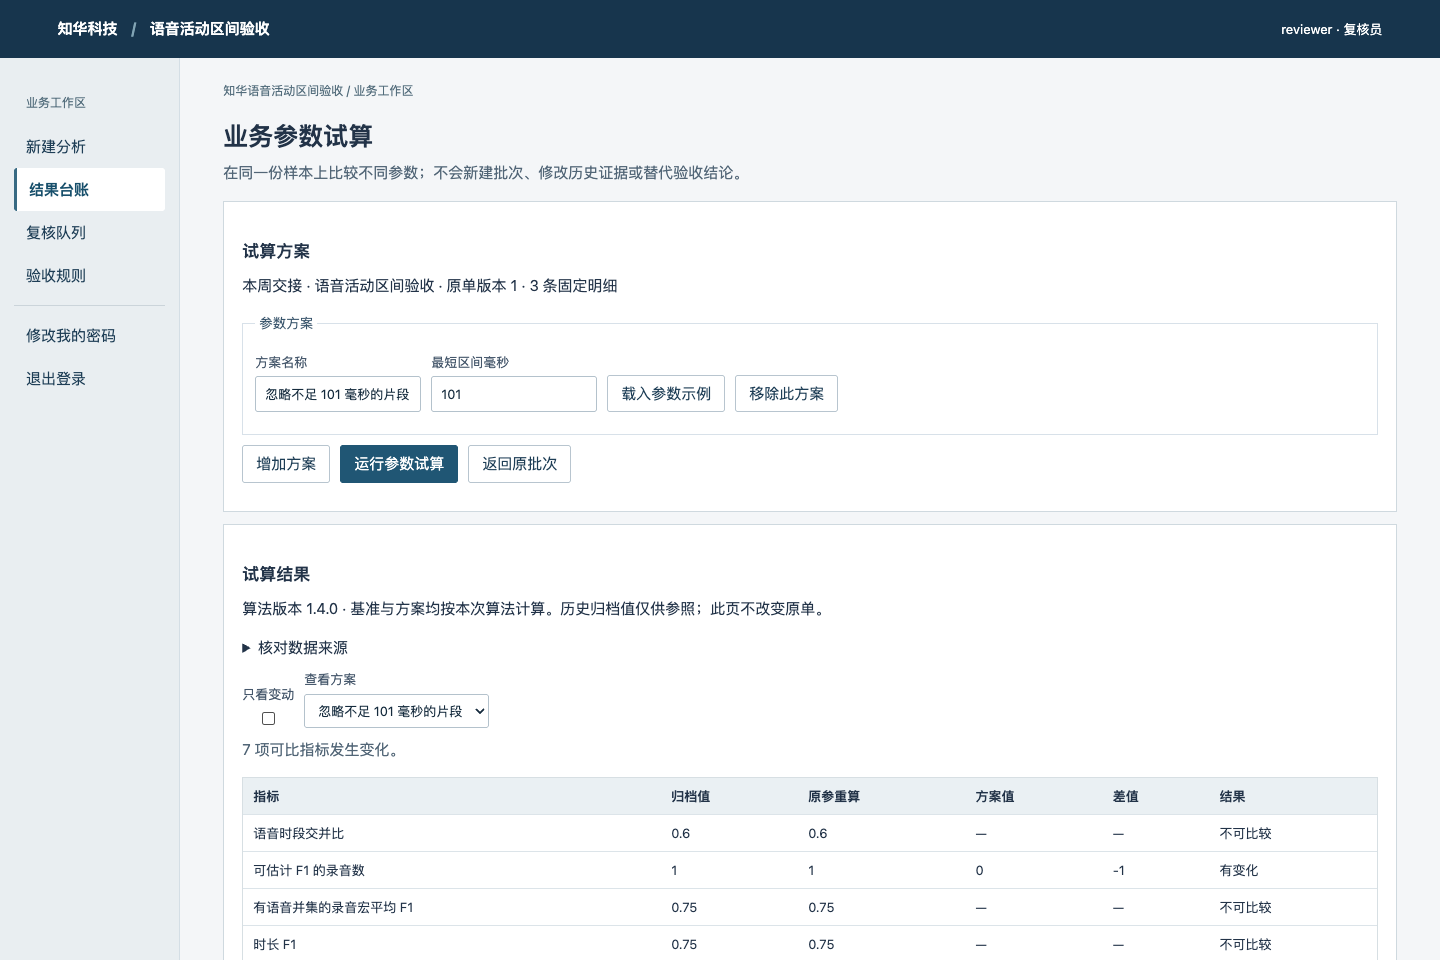 知华科技 / 语音活动区间验收
reviewer · 复核员
业务工作区
新建分析
结果台账
复核队列
验收规则
修改我的密码
退出登录
知华语音活动区间验收 / 业务工作区
业务参数试算
在同一份样本上比较不同参数；不会新建批次、修改历史证据或替代验收结论。
试算方案
本周交接 · 语音活动区间验收 · 原单版本 1 · 3 条固定明细
参数方案
方案名称 最短区间毫秒
忽略不足 101 毫秒的片段 101 载入参数示例 移除此方案
增加方案 运行参数试算 返回原批次
试算结果
算法版本 1.4.0 · 基准与方案均按本次算法计算。历史归档值仅供参照；此页不改变原单。
▶ 核对数据来源
只看变动 查看方案
忽略不足 101 毫秒的片段
7 项可比指标发生变化。
指标 归档值 原参重算 方案值 差值 结果
语音时段交并比 0.6 0.6 — — 不可比较
可估计 F1 的录音数 1 1 0 -1 有变化
有语音并集的录音宏平均 F1 0.75 0.75 — — 不可比较
时长 F1 0.75 0.75 — — 不可比较